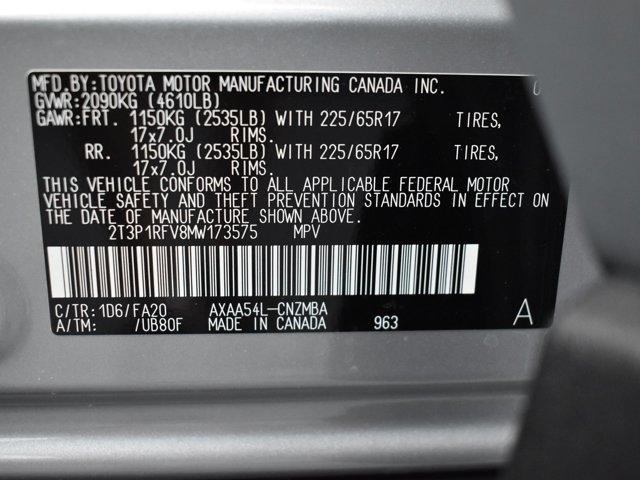 MFD.BY:TOYOTA MOTOR MANUFACTURING CANADA INC.
GVWR:2090KG (4610LB)
GAWR:FRT. 1150KG (2535LB) WITH 225/65R17 TIRES,
17x7.0J RIMS.
RR. 1150KG (2535LB) WITH 225/65R17 TIRES,
17x7.0J RIMS.
THIS VEHICLE CONFORMS TO ALL APPLICABLE FEDERAL MOTOR
VEHICLE SAFETY AND THEFT PREVENTION STANDARDS IN EFFECT ON
THE DATE OF MANUFACTURE SHOWN ABOVE.
2T3P1RFV8MW173575 MPV
C/TR:1D6/FA20 AXAA54L-CNZMBA
A/TM: /UB80F MADE IN CANADA 963 A